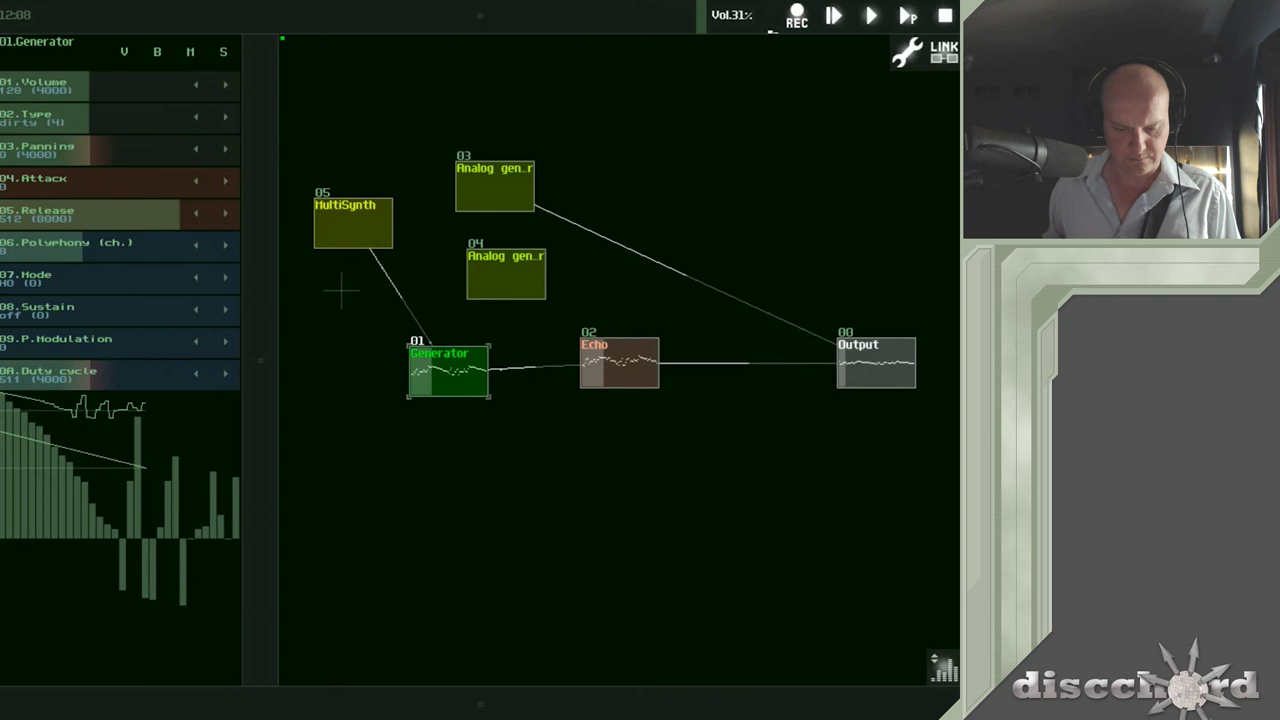 12:08
Vol.31%
REC
P
01.Generator
V B M S
LINK
01.Volume
128 (4000)
02.Type
dirty (4)
03.Panning
0 (4000)
04.Attack
0
05.Release
512 (8000)
06.Polyphony (ch.)
8
07.Mode
HQ (0)
08.Sustain
off (0)
09.P.Modulation
0
0A.Duty cycle
511 (4000)
03
Analog gen_r
05
MultiSynth
04
Analog gen_r
01
Generator
02
Echo
00
Output
discchord